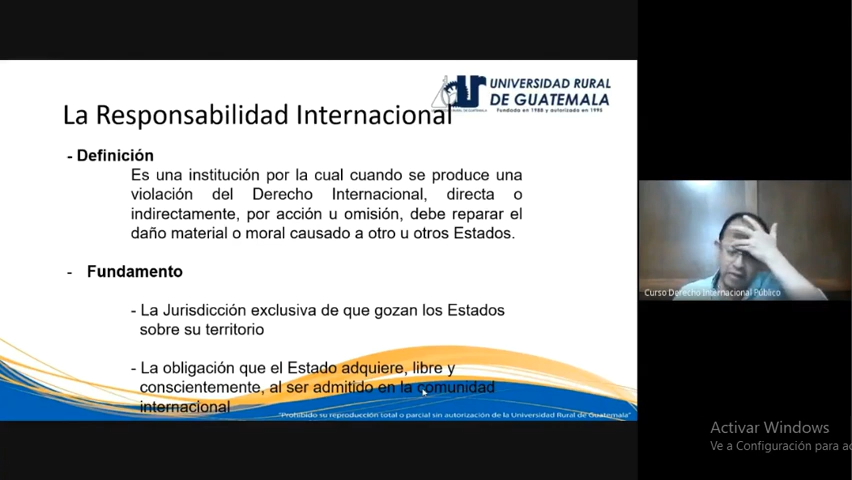 UNIVERSIDAD RURAL
DE GUATEMALA
Fundada en 1988 y autorizada en 1995
La Responsabilidad Internacional
- Definición
Es una institución por la cual cuando se produce una
violación del Derecho Internacional, directa o
indirectamente, por acción u omisión, debe reparar el
daño material o moral causado a otro u otros Estados.
- Fundamento
- La Jurisdicción exclusiva de que gozan los Estados
sobre su territorio
- La obligación que el Estado adquiere, libre y
conscientemente, al ser admitido en la comunidad
internacional
"Prohibido su reproducción total o parcial sin autorización de la Universidad Rural de Guatemala"
Curso Derecho Internacional Público
Activar Windows
Ve a Configuración para ac